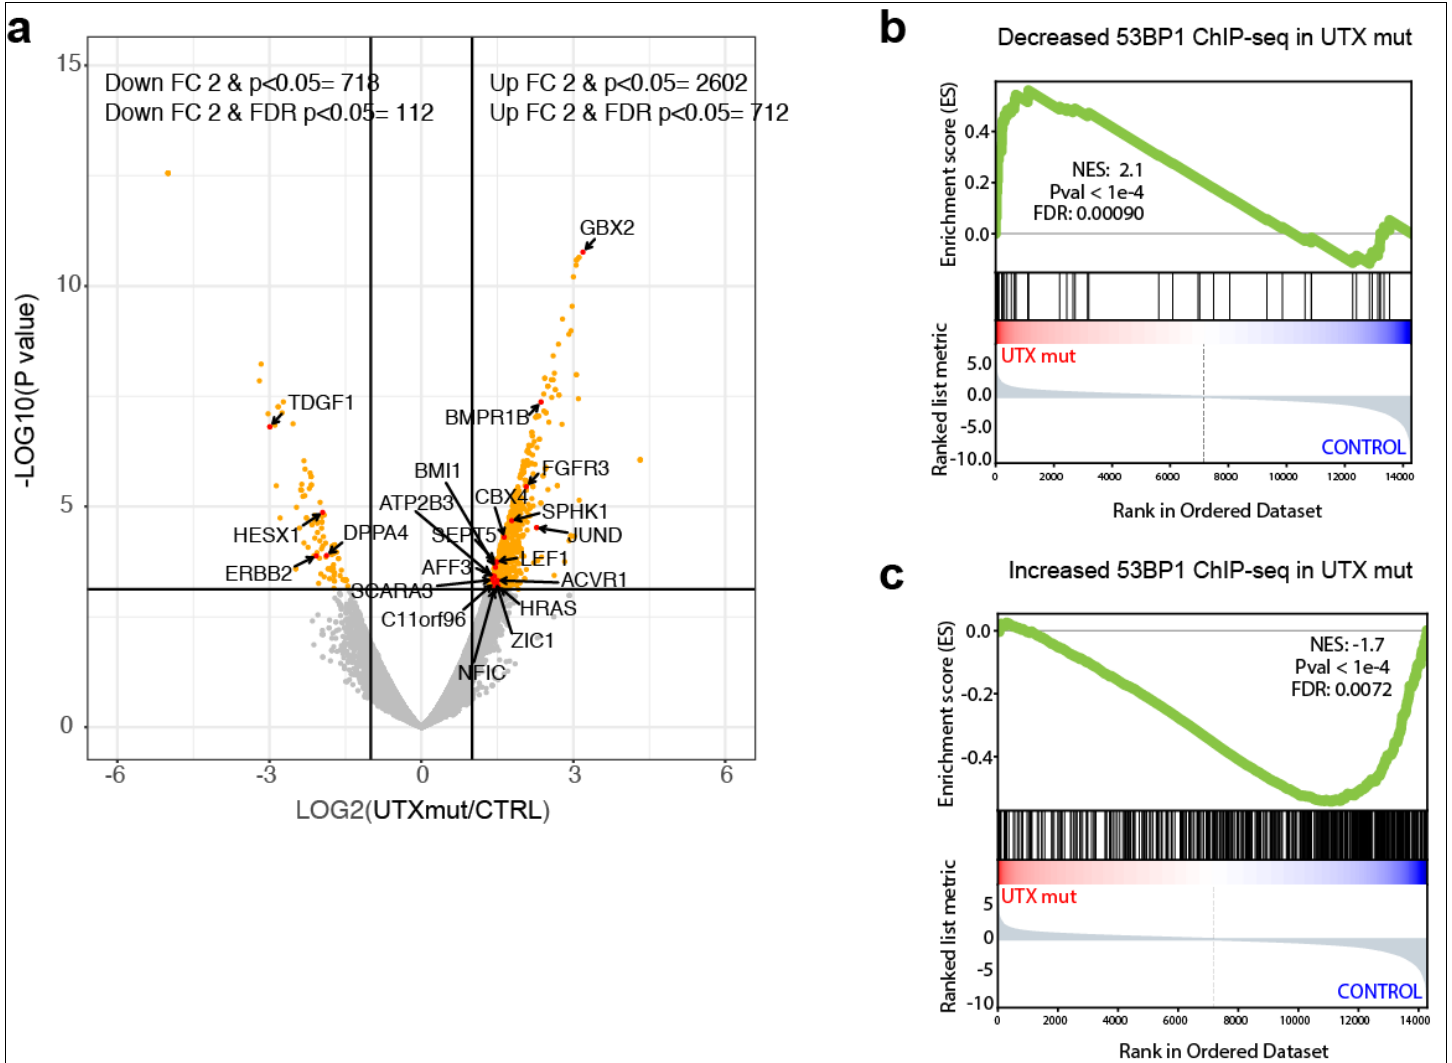 a
15
10
5
0
-LOG10(P value)
Down FC 2 & p<0.05= 718
Down FC 2 & FDR p<0.05= 112
Up FC 2 & p<0.05= 2602
Up FC 2 & FDR p<0.05= 712
GBX2
TDGF1
BMPR1B
BMI1
FGFR3
ATP2B3
CBX4
SPHK1
HESX1
DPPA4
SEPT5
JUND
ERBB2
AFF3
LEF1
SCARA3
ACVR1
C11orf96
HRAS
ZIC1
NFIC
-6
-3
0
3
6
LOG2(UTXmut/CTRL)
b
Decreased 53BP1 ChIP-seq in UTX mut
Enrichment score (ES)
0.4
0.2
0.0
NES: 2.1
Pval < 1e-4
FDR: 0.00090
Ranked list metric
5.0
0.0
-5.0
-10.0
UTX mut
CONTROL
0
2000
4000
6000
8000
10000
12000
14000
Rank in Ordered Dataset
c
Increased 53BP1 ChIP-seq in UTX mut
Enrichment score (ES)
0.0
-0.2
-0.4
NES: -1.7
Pval < 1e-4
FDR: 0.0072
Ranked list metric
5
0
-5
-10
UTX mut
CONTROL
0
2000
4000
6000
8000
10000
12000
14000
Rank in Ordered Dataset